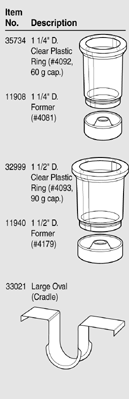 Item
No. Description
35734 1 1/4" D.
Clear Plastic
Ring (#4092,
60 g cap.)
11908 1 1/4" D.
Former
(#4081)
32999 1 1/2" D.
Clear Plastic
Ring (#4093,
90 g cap.)
11940 1 1/2" D.
Former
(#4179)
33021 Large Oval
(Cradle)